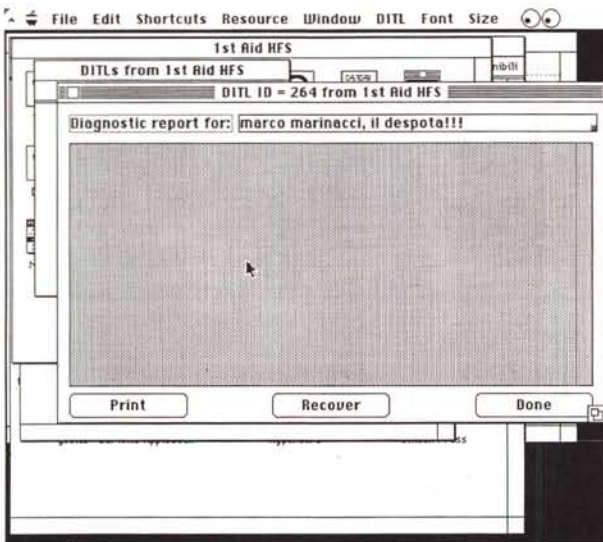 File Edit Shortcuts Resource Window DITL Font Size
1st Aid HFS
DITLs from 1st Aid HFS
DITL ID = 264 from 1st Aid HFS
Diagnostic report for: marco marinacci, il despota!!!
Print Recover Done